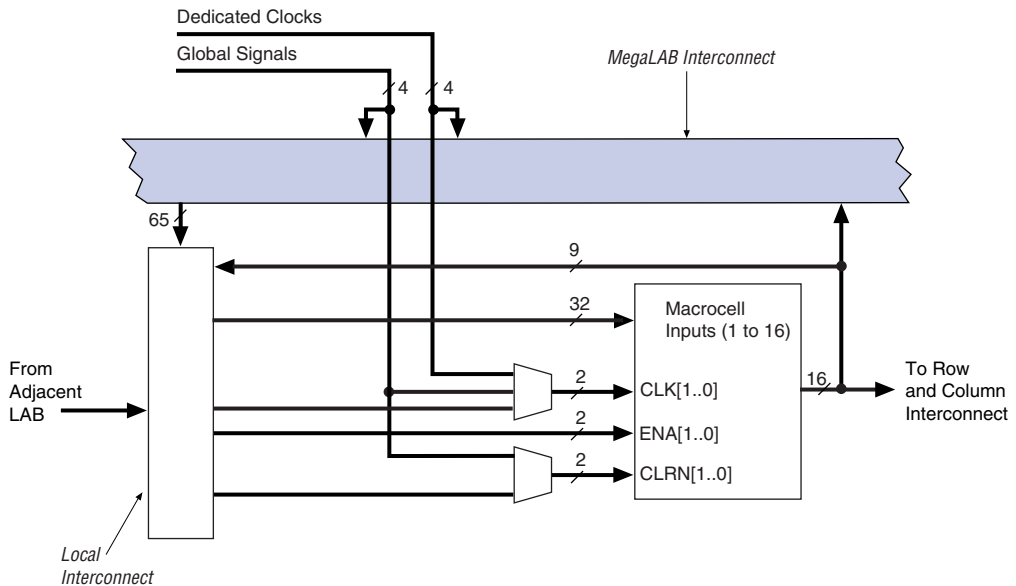 Dedicated Clocks
Global Signals
MegaLAB Interconnect
4
4
65
9
32
Macrocell
Inputs (1 to 16)
From
Adjacent
LAB
2
CLK[1..0]
16
To Row
and Column
Interconnect
2
ENA[1..0]
2
CLRN[1..0]
Local
Interconnect